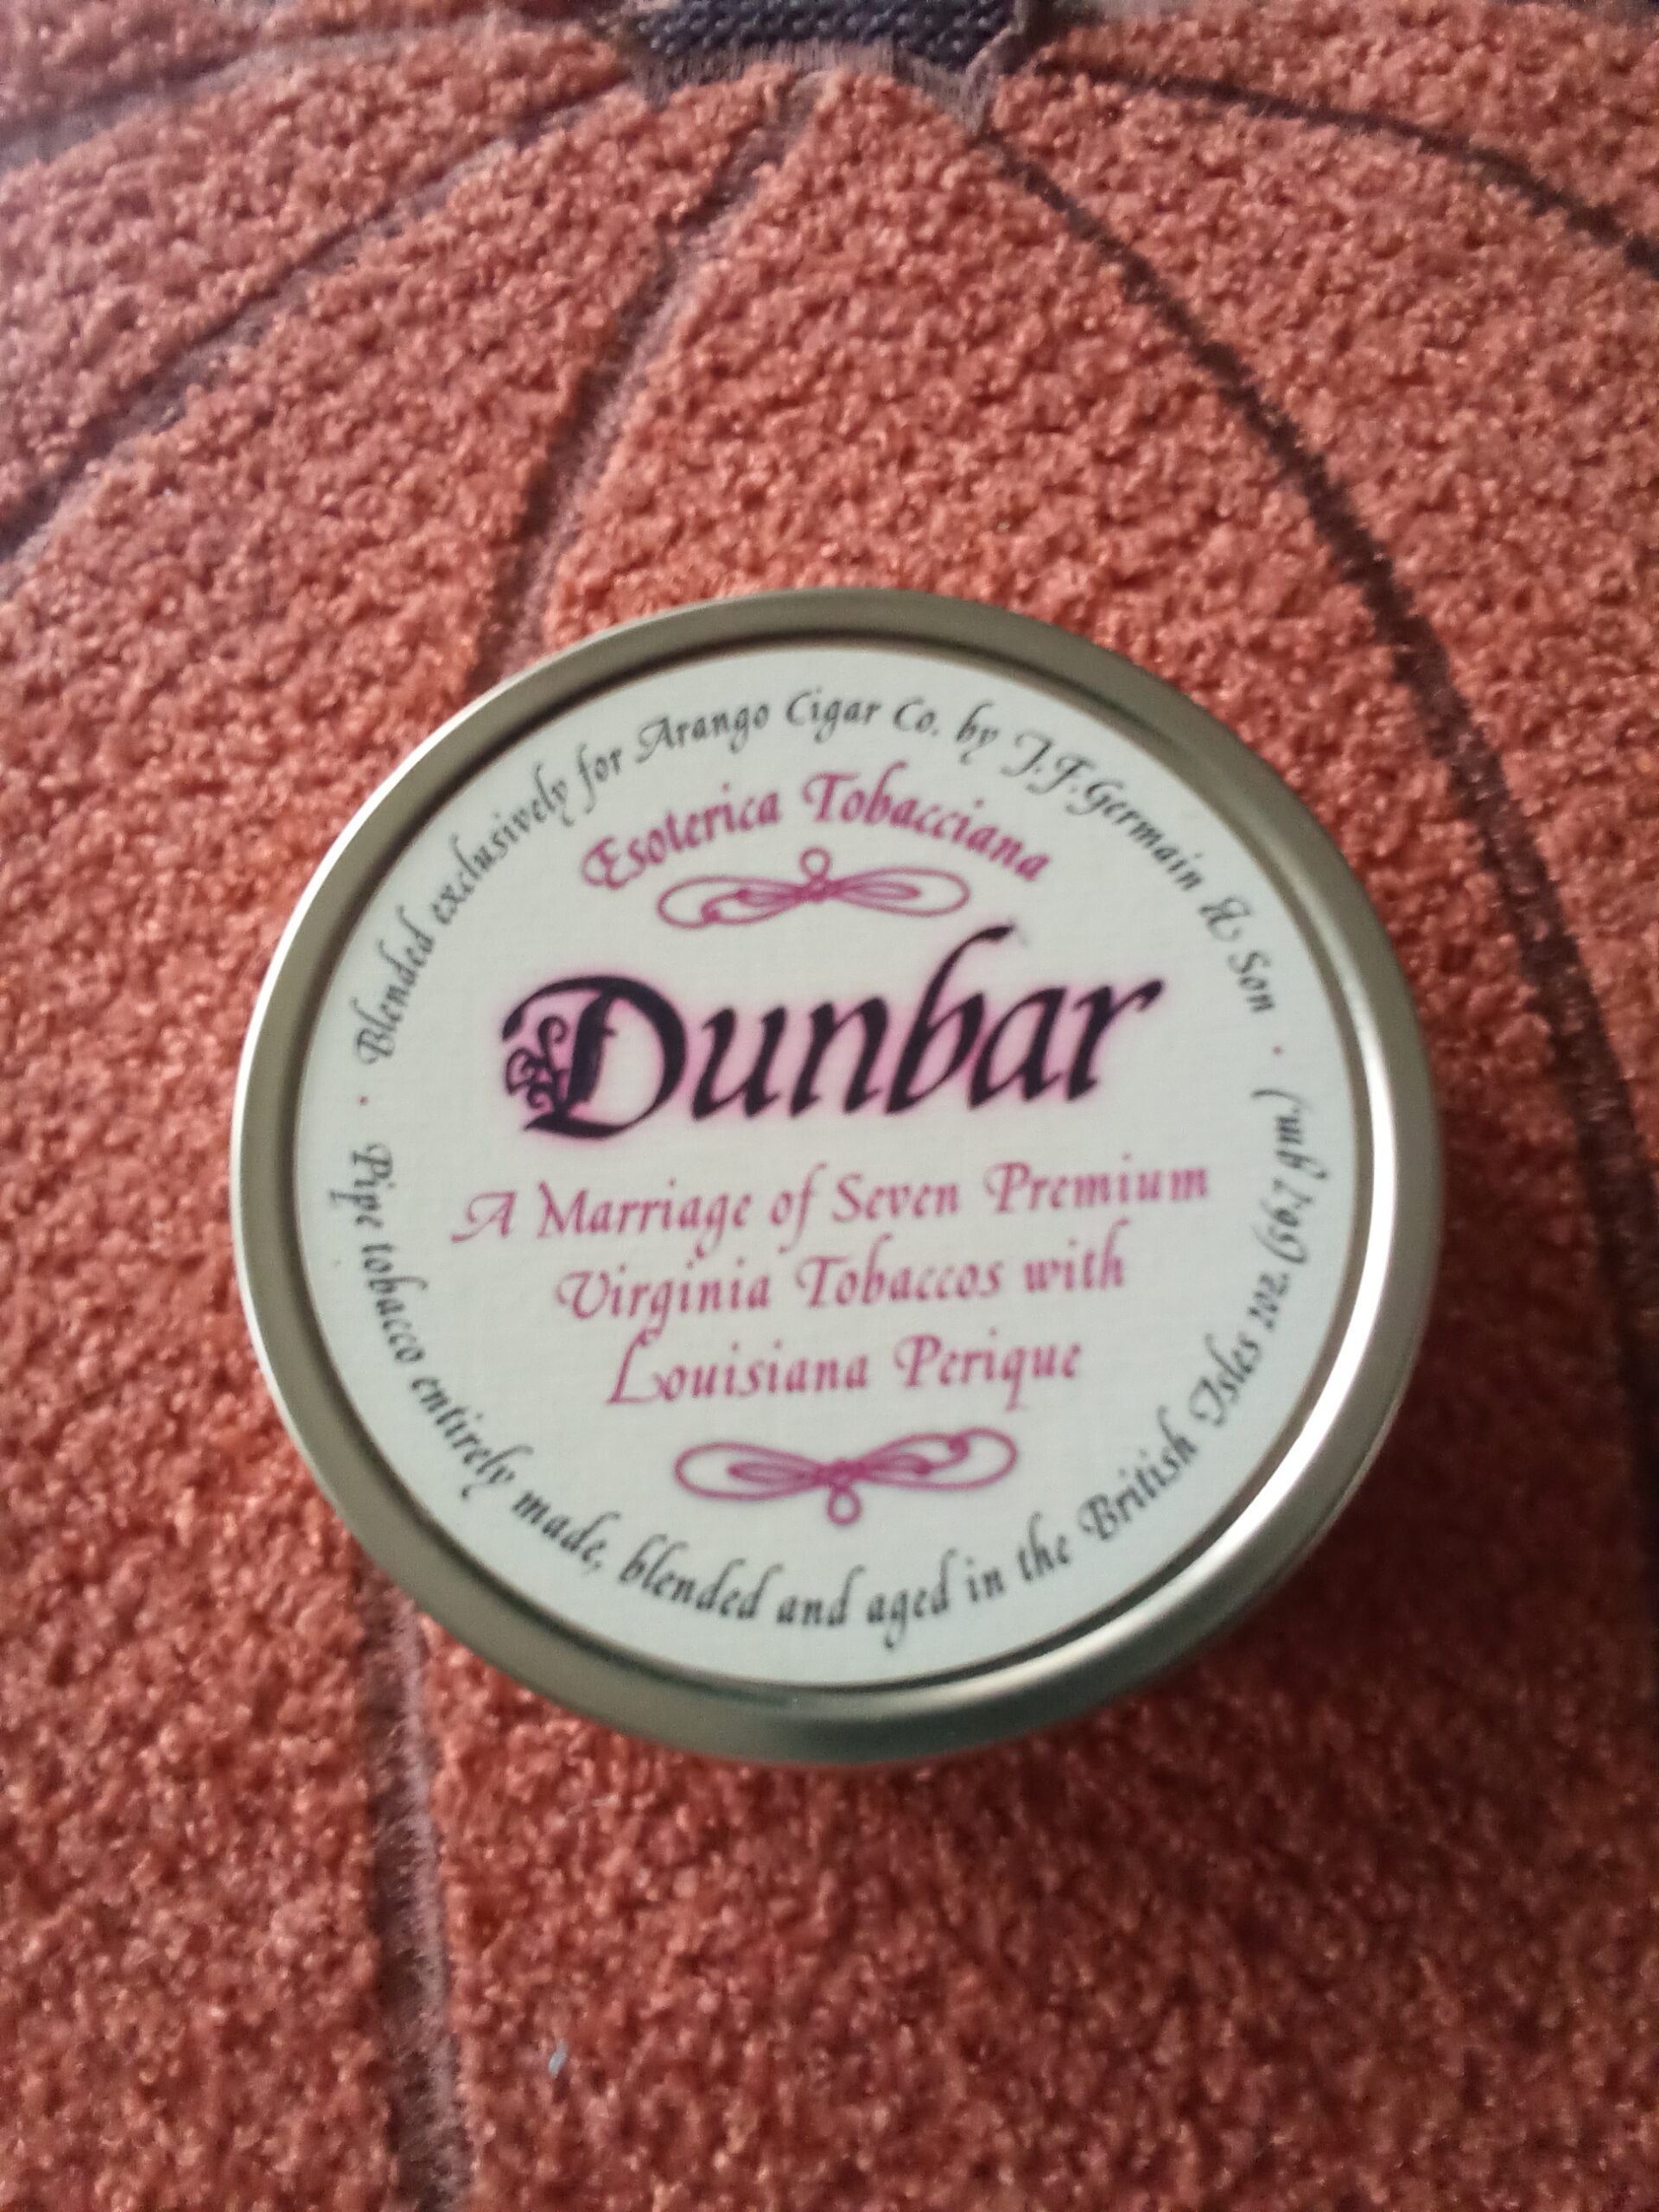 Blended exclusively for Arango Cigar Co. by J.F. Germain & Son
Esoterica Tobacciana
Dunbar
A Marriage of Seven Premium
Virginia Tobaccos with
Louisiana Perique
Pipe tobacco entirely made, blended and aged in the British Isles 2oz. (56.7 gm.)